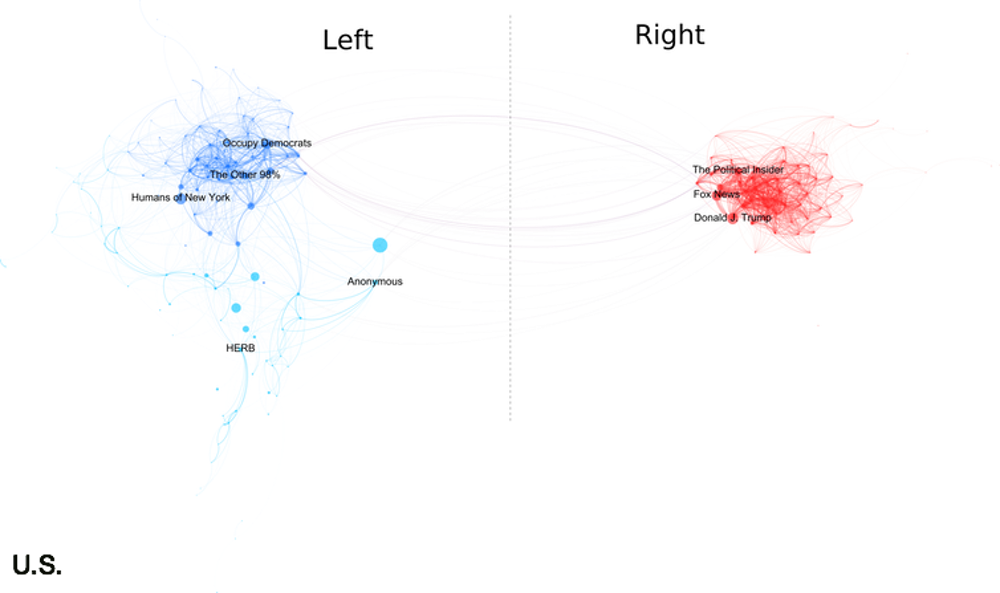 Left
Right
Occupy Democrats
The Other 98%
Humans of New York
The Political Insider
Fox News
Donald J. Trump
Anonymous
HERB
U.S.